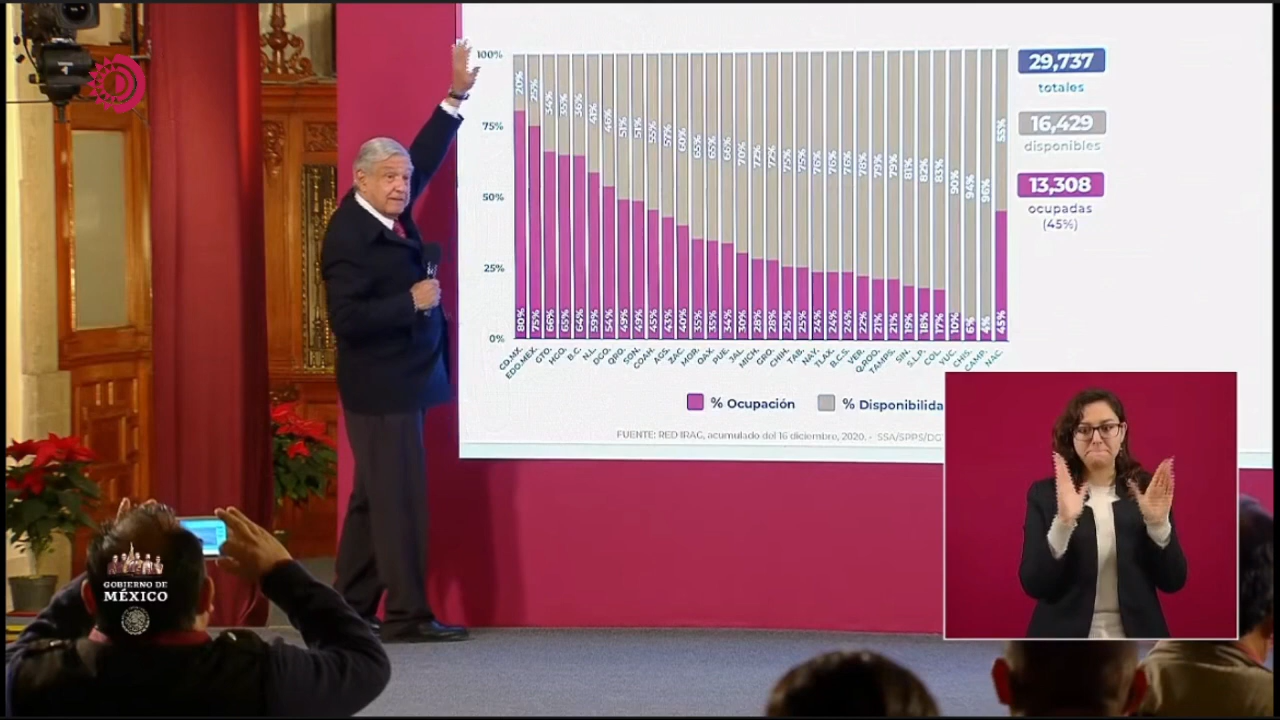 100%
75%
50%
25%
0%
20% 25% 34% 35% 36% 41% 46% 51% 51% 55% 57% 60% 65% 65% 66% 70% 72% 72% 75% 75% 76% 76% 76% 78% 79% 79% 81% 82% 83% 90% 94% 96% 55%
80% 75% 66% 65% 64% 59% 54% 49% 49% 45% 43% 40% 35% 35% 34% 30% 28% 28% 25% 25% 24% 24% 24% 22% 21% 21% 19% 18% 17% 10% 6% 4% 45%
CD.MX. EDO.MEX. GTO. HGO. B.C. N.L. DGO. QRO. SON. COAH. AGS. ZAC. MOR. OAX. PUE. JAL. MICH. GRO. CHIH. TAB. NAY. TLAX. B.C.S. VER. Q.ROO. TAMPS. SIN. S.L.P. COL. YUC. CHIS. CAMP. NAC.
29,737
totales
16,429
disponibles
13,308
ocupadas
(45%)
% Ocupación % Disponibilida
FUENTE: RED IRAG, acumulado del 16 diciembre, 2020. - SSA/SPPS/DG
GOBIERNO DE
MÉXICO